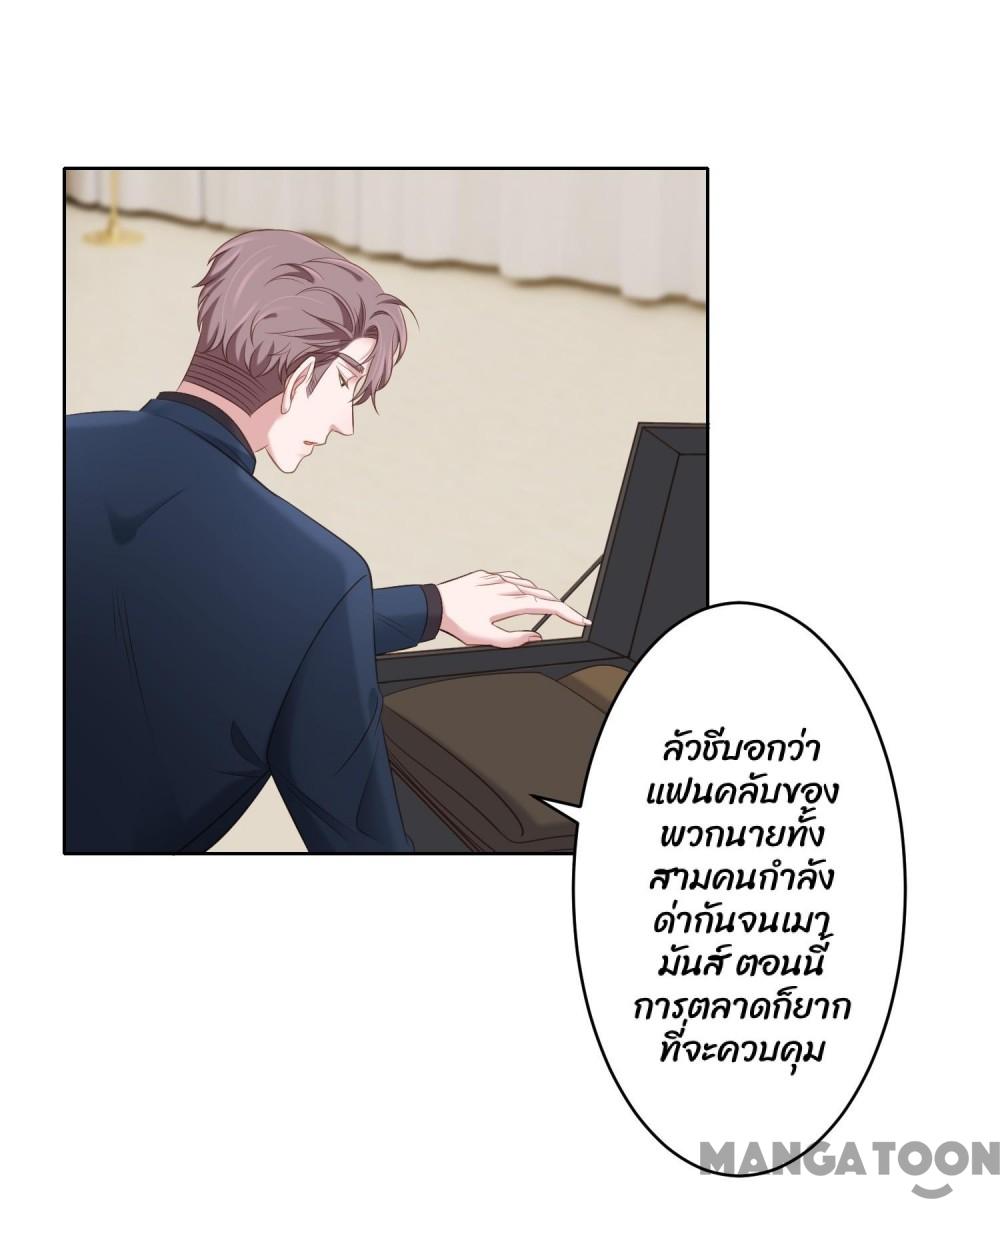 ลัวชีบอกว่า
แฟนคลับของ
พวกนายทั้ง
สามคนกำลัง
ด่ากันจนเมา
มันส์ ตอนนี้
การตลาดก็ยาก
ที่จะควบคุม
MANGATOON